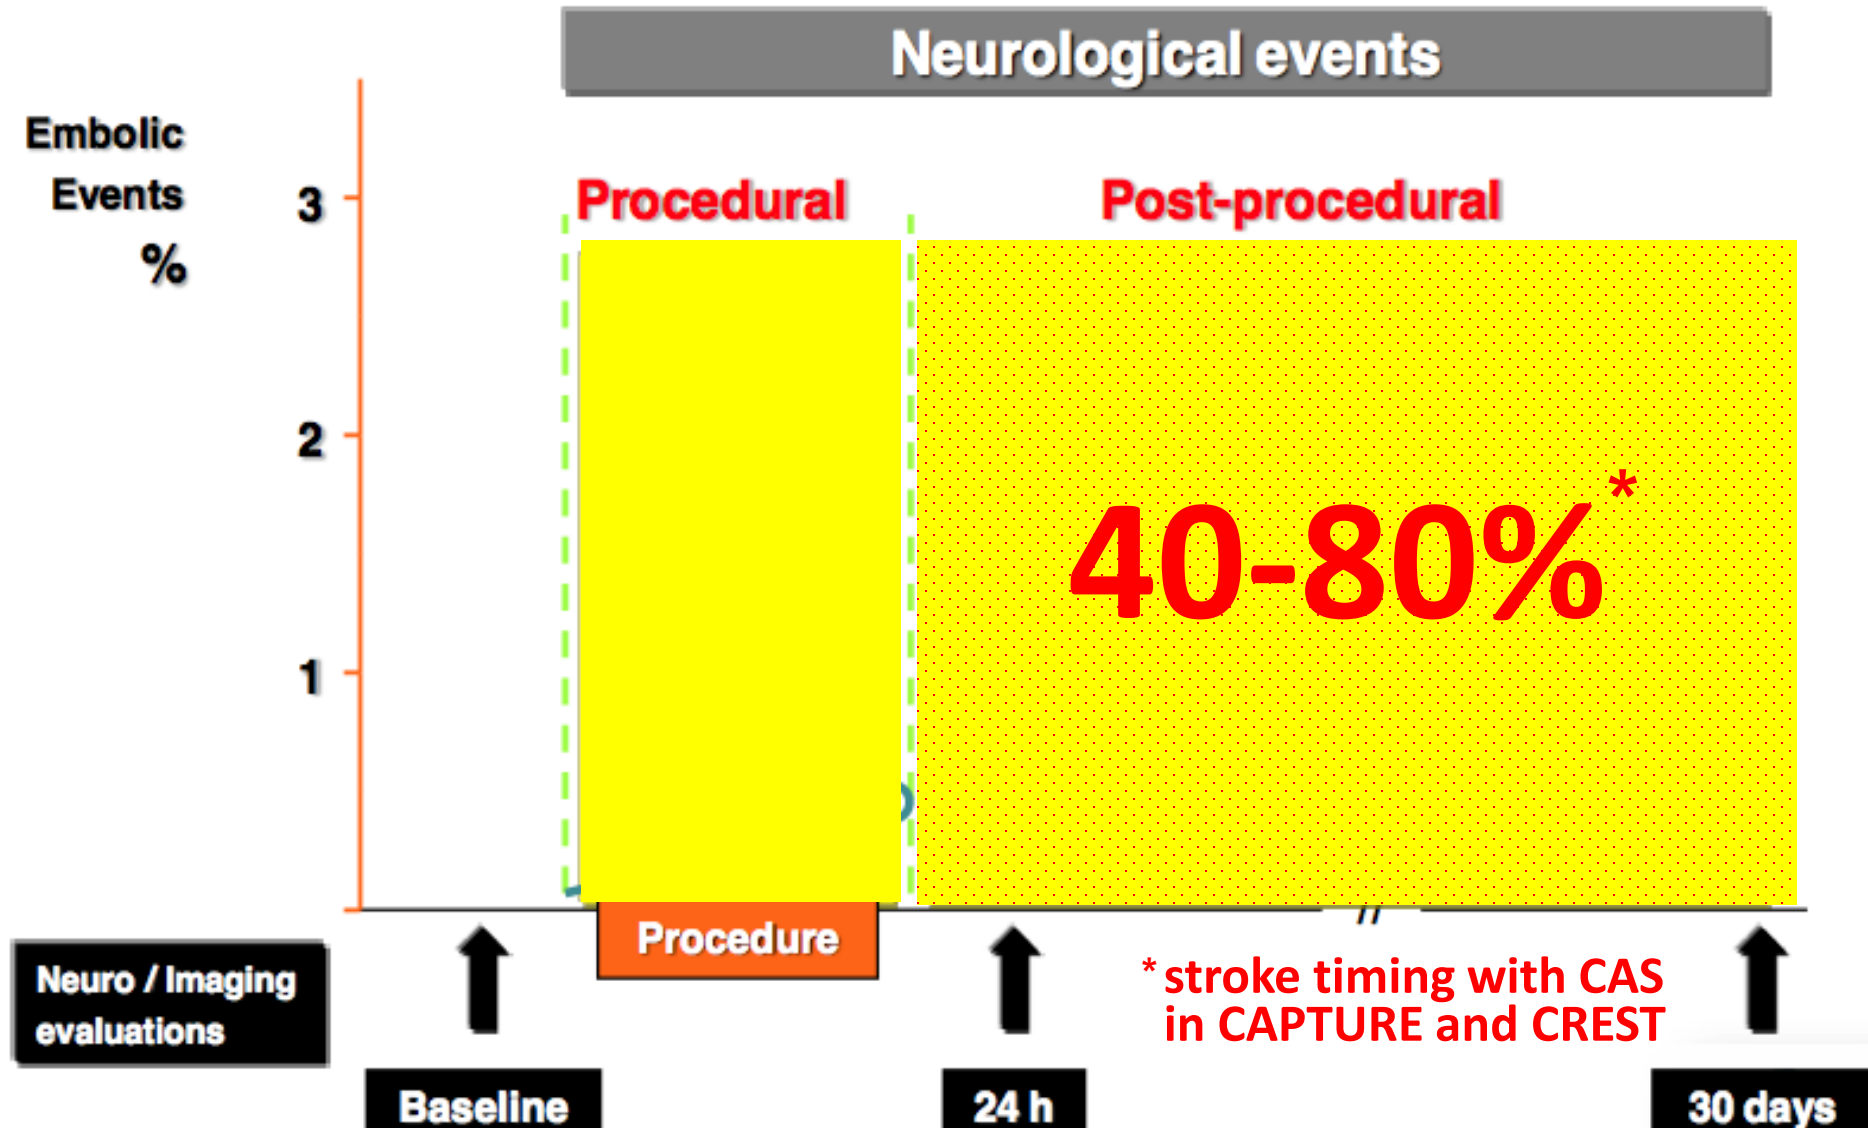 Neurological events
Embolic
Events
%
3
2
1
Procedural
Post-procedural
40-80%*
Procedure
Neuro / Imaging
evaluations
* stroke timing with CAS
in CAPTURE and CREST
Baseline
24 h
30 days